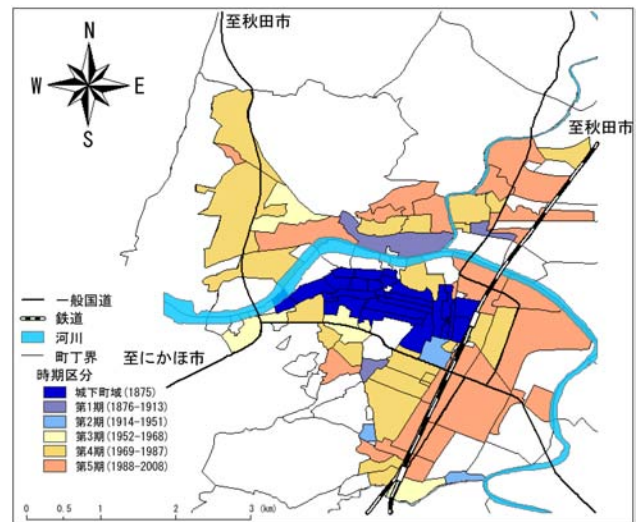 N
W
E
S
至秋田市
至秋田市
至にかほ市
一般国道
鉄道
河川
町丁界
時期区分
城下町域(1875)
第1期(1876-1913)
第2期(1914-1951)
第3期(1952-1968)
第4期(1969-1987)
第5期(1988-2008)
0 0.5 1 2 3 (km)